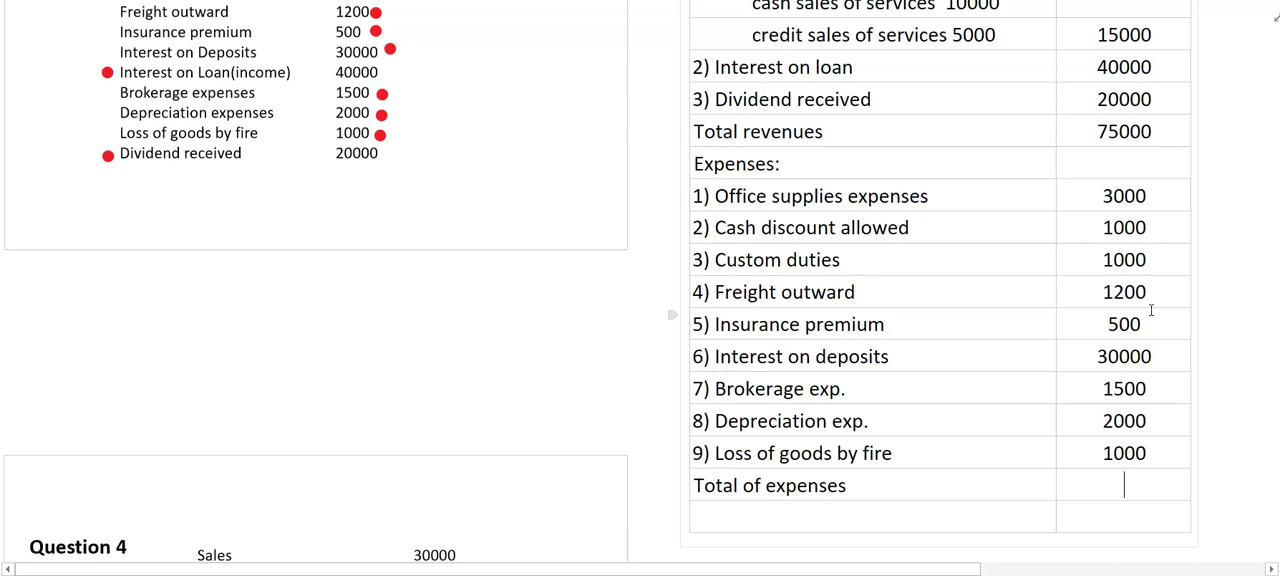 Freight outward 1200
Insurance premium 500
Interest on Deposits 30000
Interest on Loan(income) 40000
Brokerage expenses 1500
Depreciation expenses 2000
Loss of goods by fire 1000
Dividend received 20000
Question 4
Sales 30000
cash sales of services 10000
credit sales of services 5000 15000
2) Interest on loan 40000
3) Dividend received 20000
Total revenues 75000
Expenses:
1) Office supplies expenses 3000
2) Cash discount allowed 1000
3) Custom duties 1000
4) Freight outward 1200
5) Insurance premium 500
6) Interest on deposits 30000
7) Brokerage exp. 1500
8) Depreciation exp. 2000
9) Loss of goods by fire 1000
Total of expenses